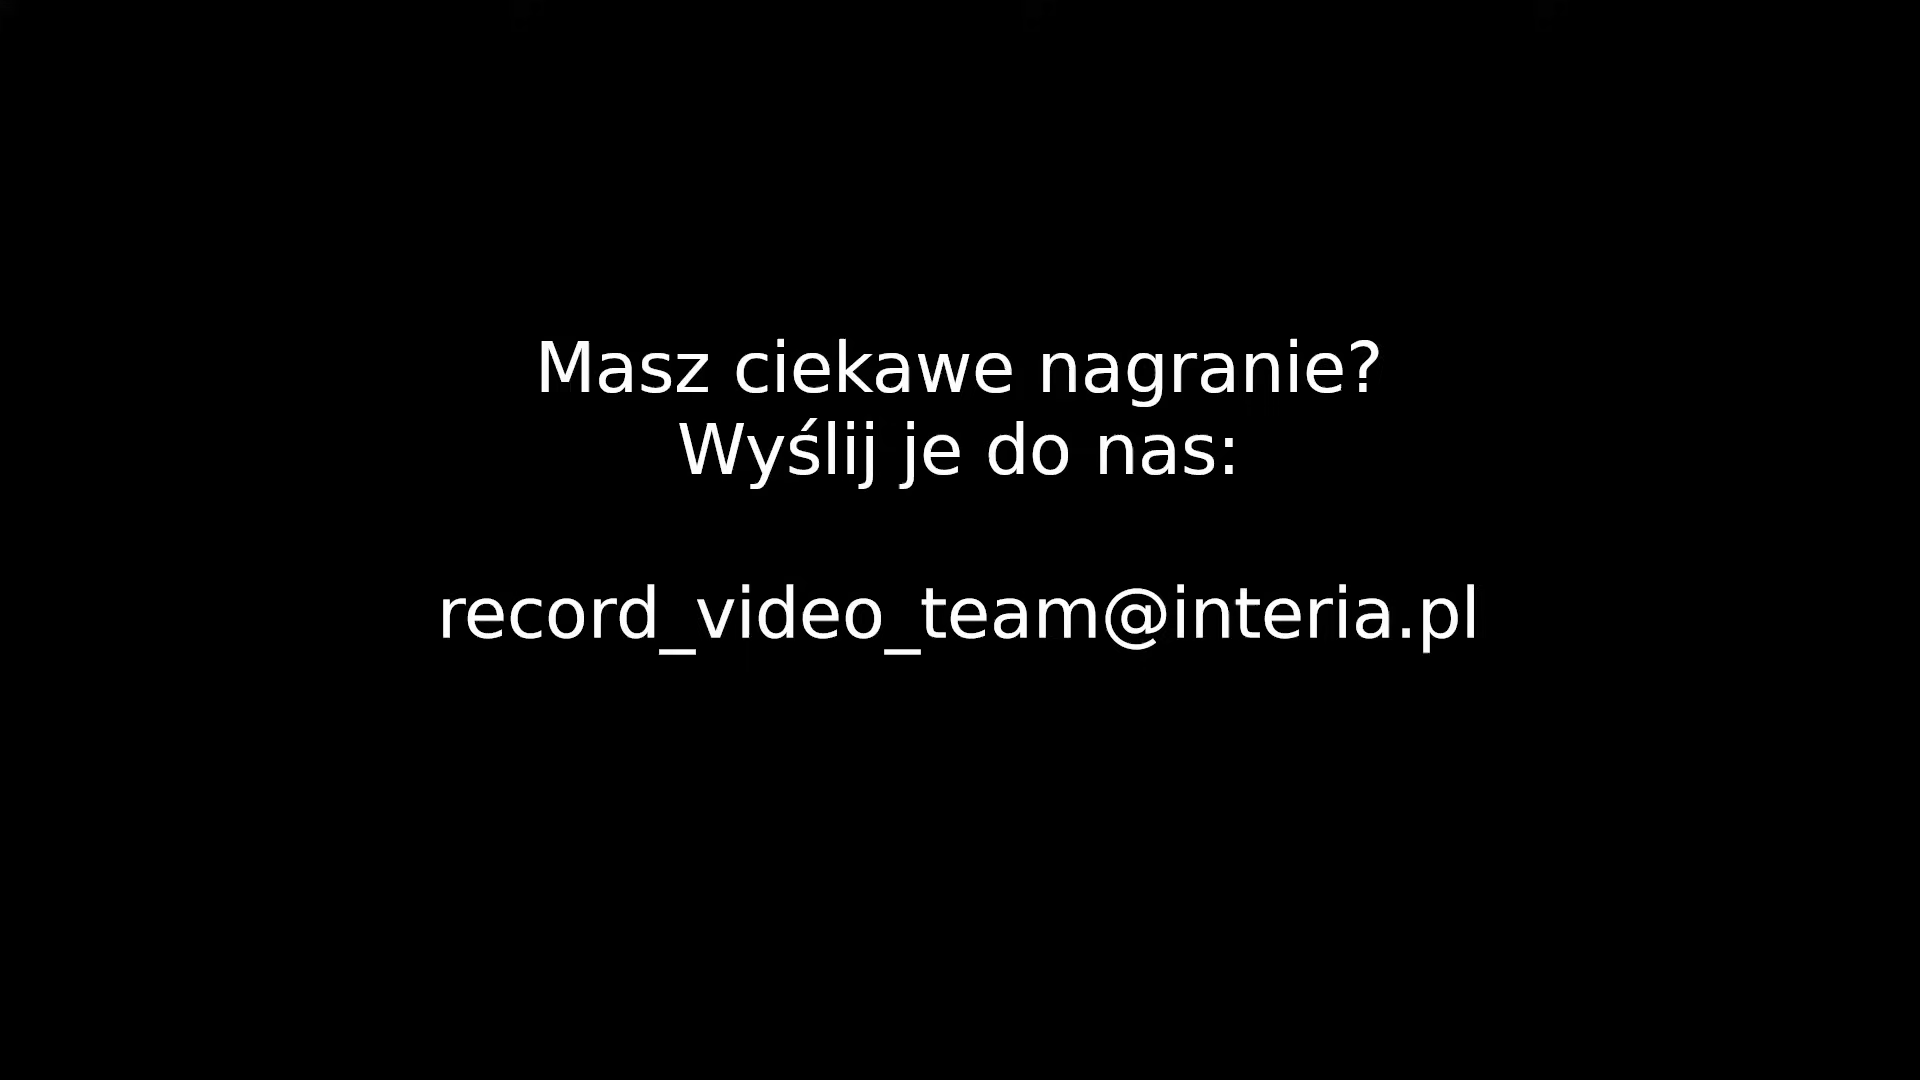 Masz ciekawe nagranie?
Wyślij je do nas:
record_video_team@interia.pl